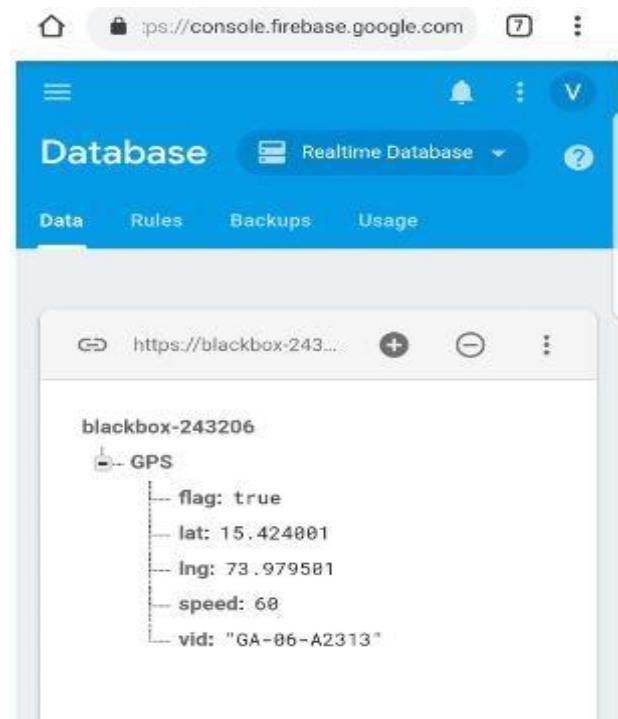 :ps://console.firebase.google.com 7
V
Database Realtime Database ?
Data Rules Backups Usage
https://blackbox-243...
blackbox-243206
GPS
flag: true
lat: 15.424001
lng: 73.979501
speed: 60
vid: "GA-06-A2313"